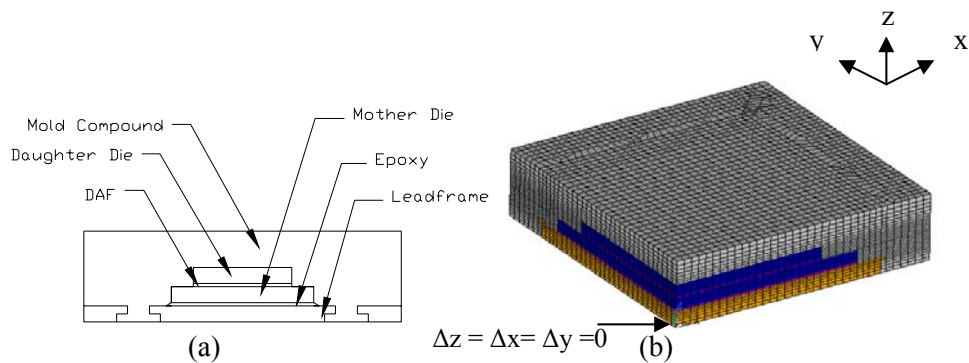 z
y
x
Mold Compound
Mother Die
Daughter Die
Epoxy
DAF
Leadframe
Δz = Δx= Δy =0
(a)
(b)